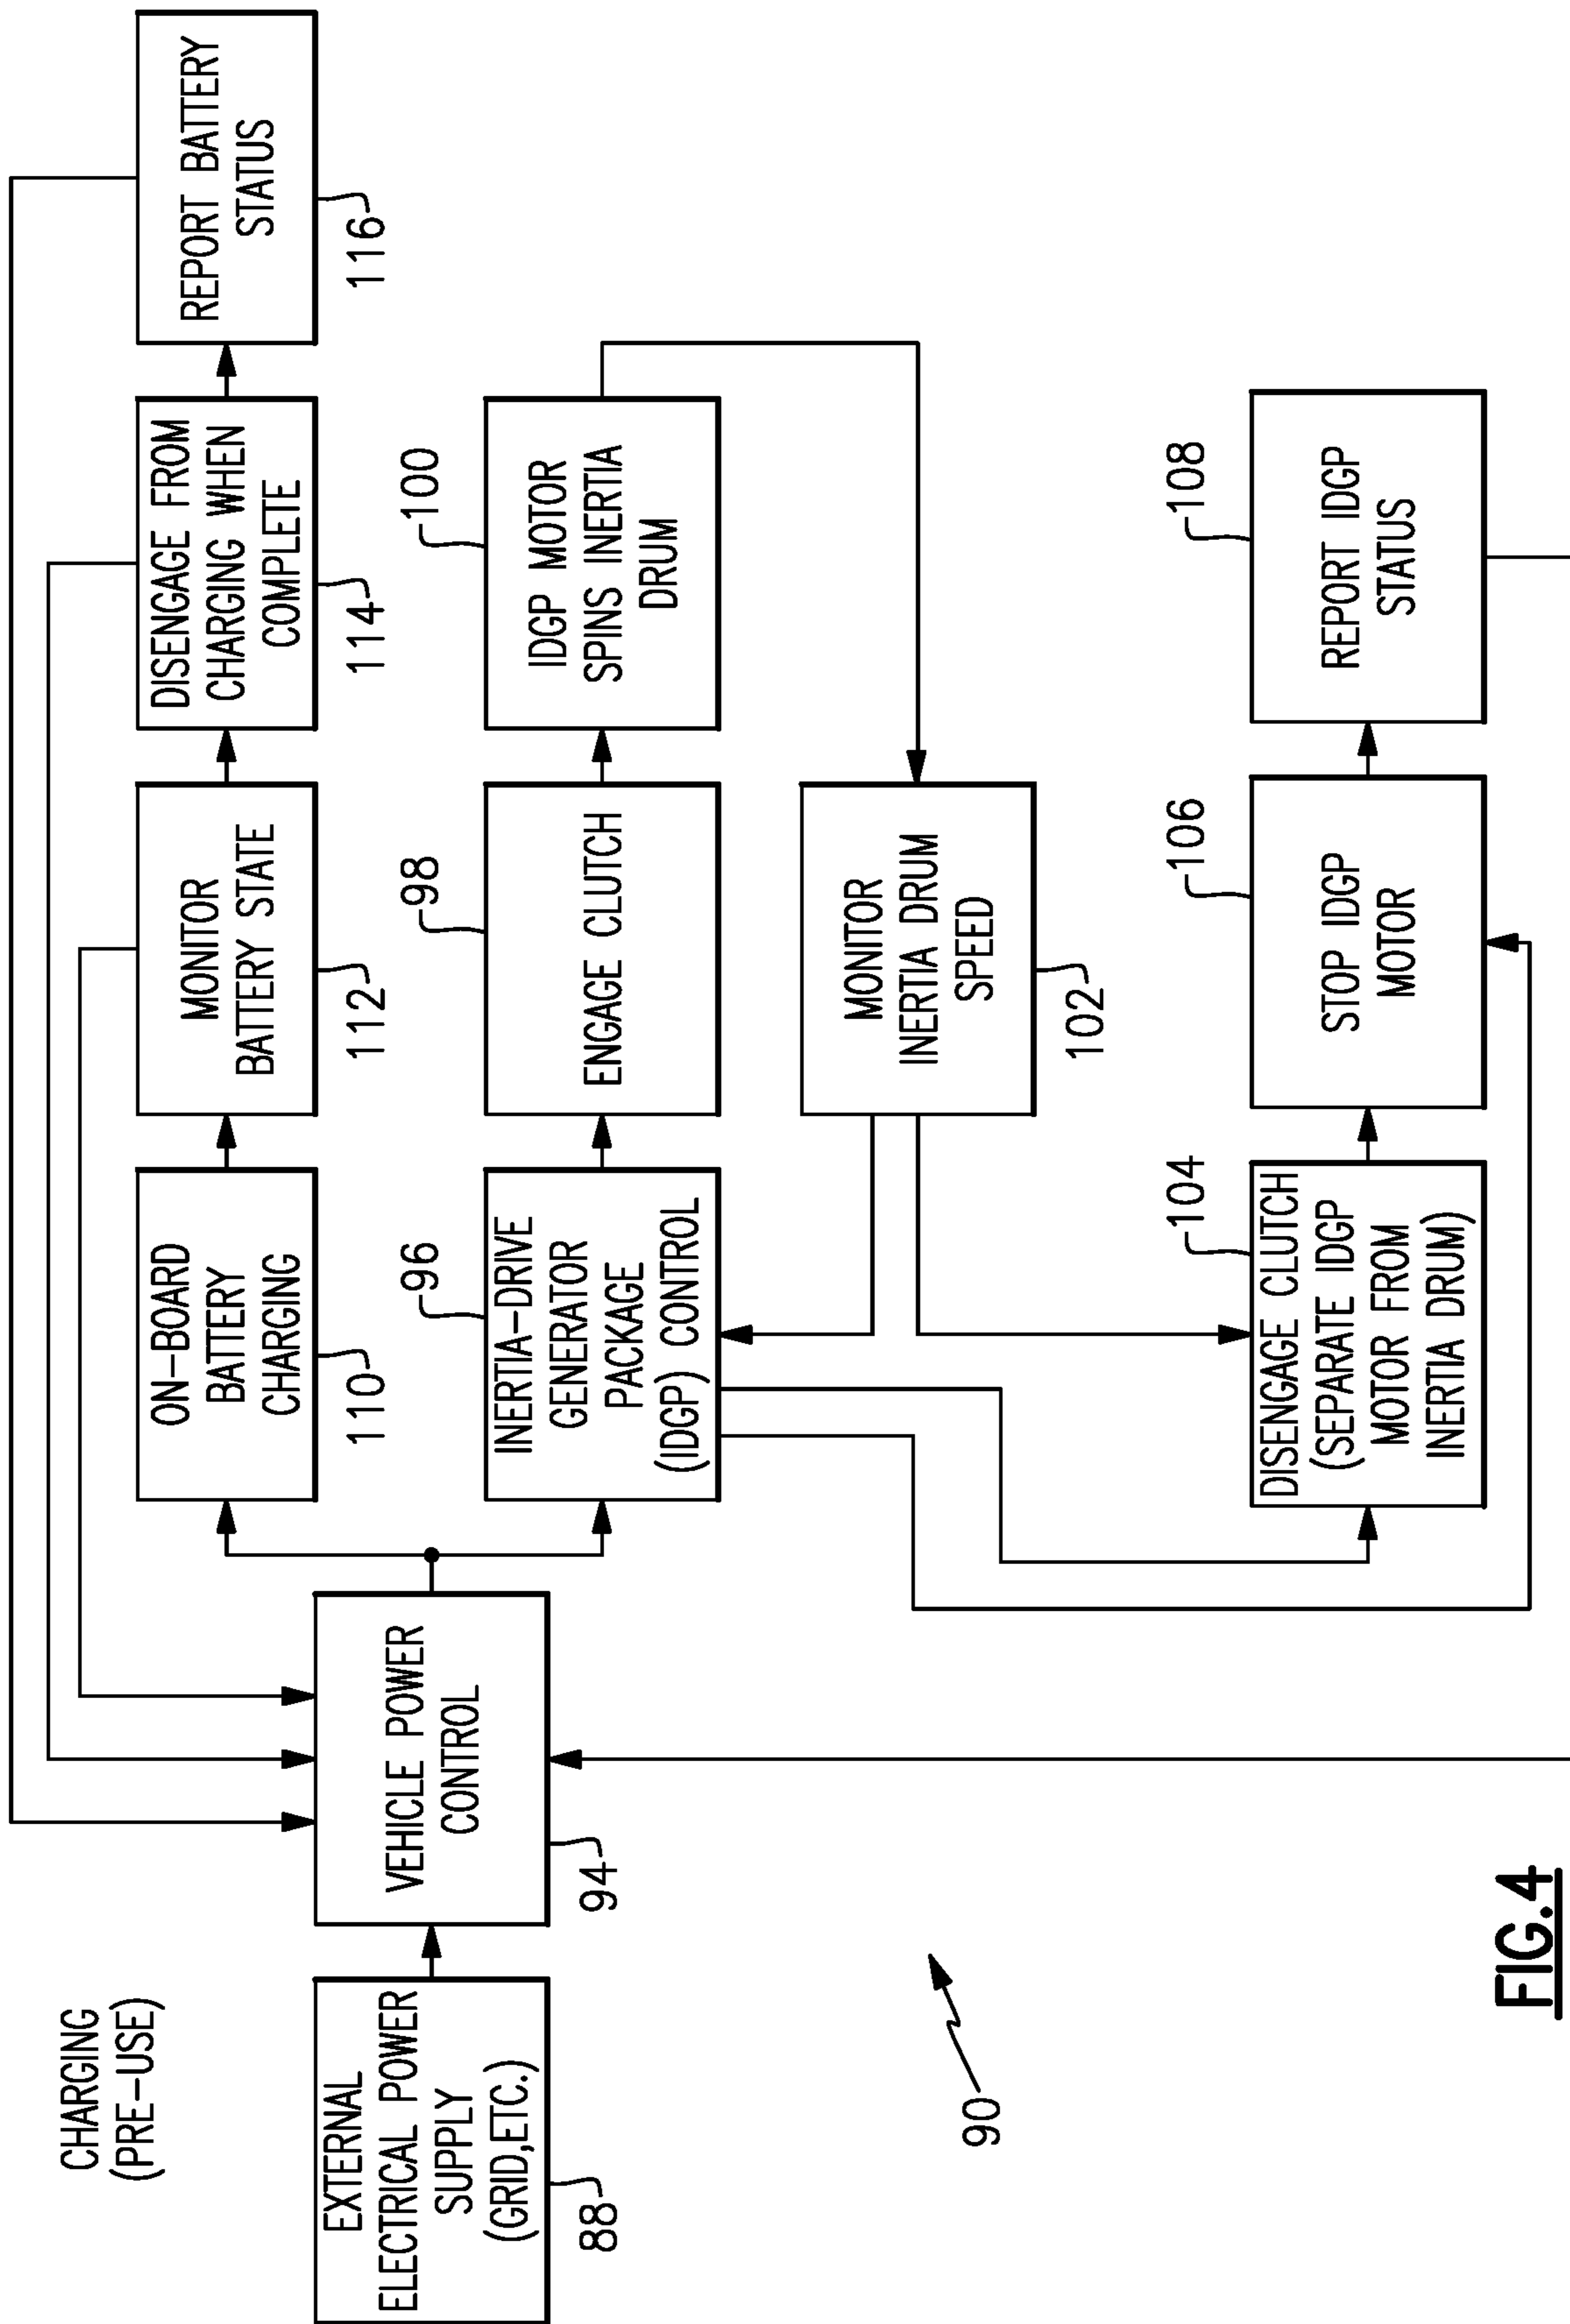 CHARGING
(PRE-USE)
EXTERNAL
ELECTRICAL POWER
SUPPLY
(GRID,ETC.)
88
VEHICLE POWER
CONTROL
94
ON-BOARD
BATTERY
CHARGING
110
MONITOR
BATTERY STATE
112
DISENGAGE FROM
CHARGING WHEN
COMPLETE
114
REPORT BATTERY
STATUS
116
96
INERTIA-DRIVE
GENERATOR
PACKAGE
(IDGP) CONTROL
98
ENGAGE CLUTCH
100
IDGP MOTOR
SPINS INERTIA
DRUM
MONITOR
INERTIA DRUM
SPEED
102
104
DISENGAGE CLUTCH
(SEPARATE IDGP
MOTOR FROM
INERTIA DRUM)
106
STOP IDGP
MOTOR
108
REPORT IDGP
STATUS
90
FIG.4